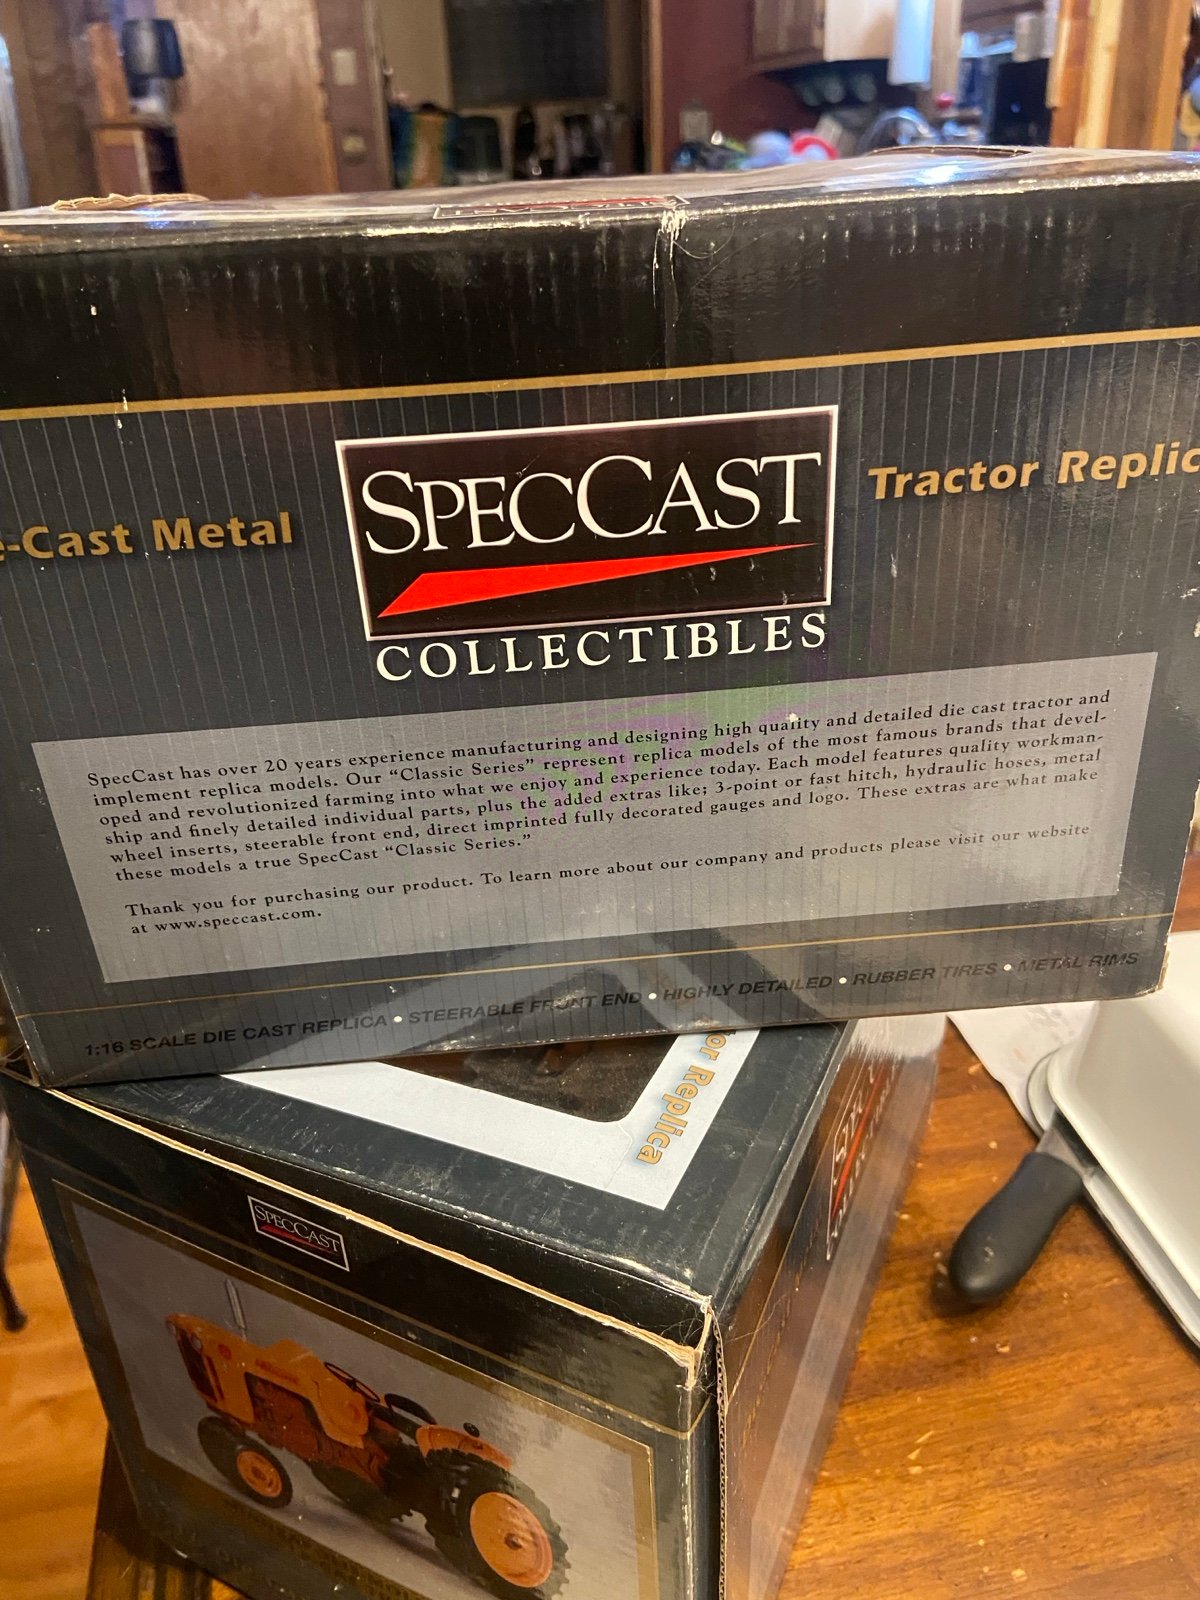 e-Cast Metal
SPECCAST
COLLECTIBLES
Tractor Replic
SpecCast has over 20 years experience manufacturing and designing high quality and detailed die cast tractor and
implement replica models. Our “Classic Series” represent replica models of the most famous brands that devel-
oped and revolutionized farming into what we enjoy and experience today. Each model features quality workman-
ship and finely detailed individual parts, plus the added extras like; 3-point or fast hitch, hydraulic hoses, metal
wheel inserts, steerable front end, direct imprinted fully decorated gauges and logo. These extras are what make
these models a true SpecCast “Classic Series.”
Thank you for purchasing our product. To learn more about our company and products please visit our website
at www.speccast.com.
1:16 SCALE DIE CAST REPLICA • STEERABLE FRONT END • HIGHLY DETAILED • RUBBER TIRES • METAL RIMS
or Replica
SPECCAST